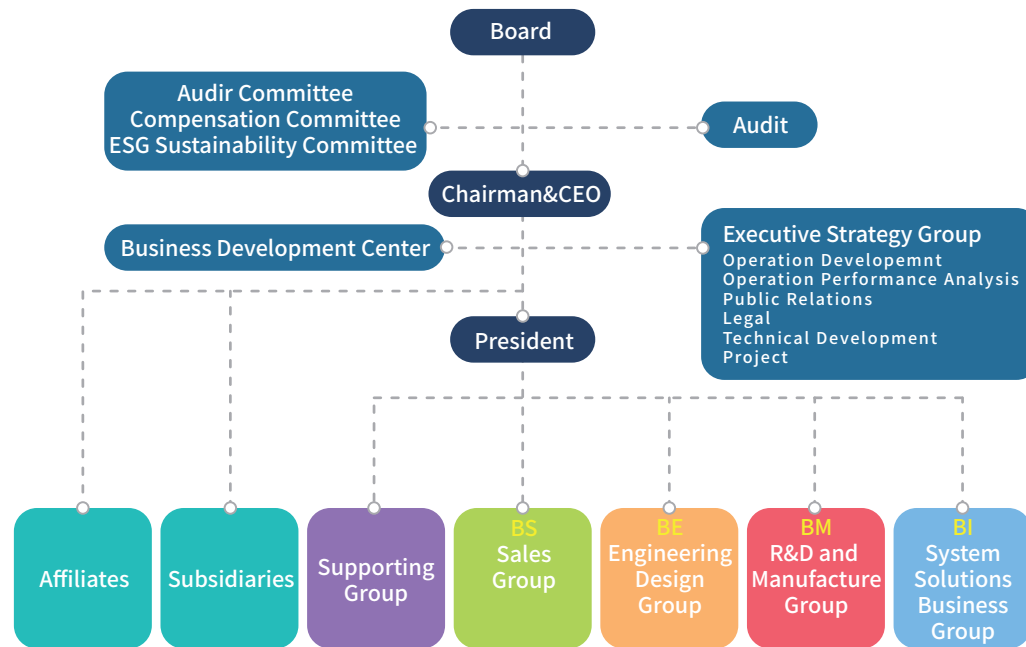 Board
Audir Committee
Compensation Committee
ESG Sustainability Committee
Audit
Chairman&CEO
Business Development Center
Executive Strategy Group
Operation Developemnt
Operation Performance Analysis
Public Relations
Legal
Technical Development
Project
President
Affiliates
Subsidiaries
Supporting
Group
BS
Sales
Group
BE
Engineering
Design
Group
BM
R&D and
Manufacture
Group
BI
System
Solutions
Business
Group